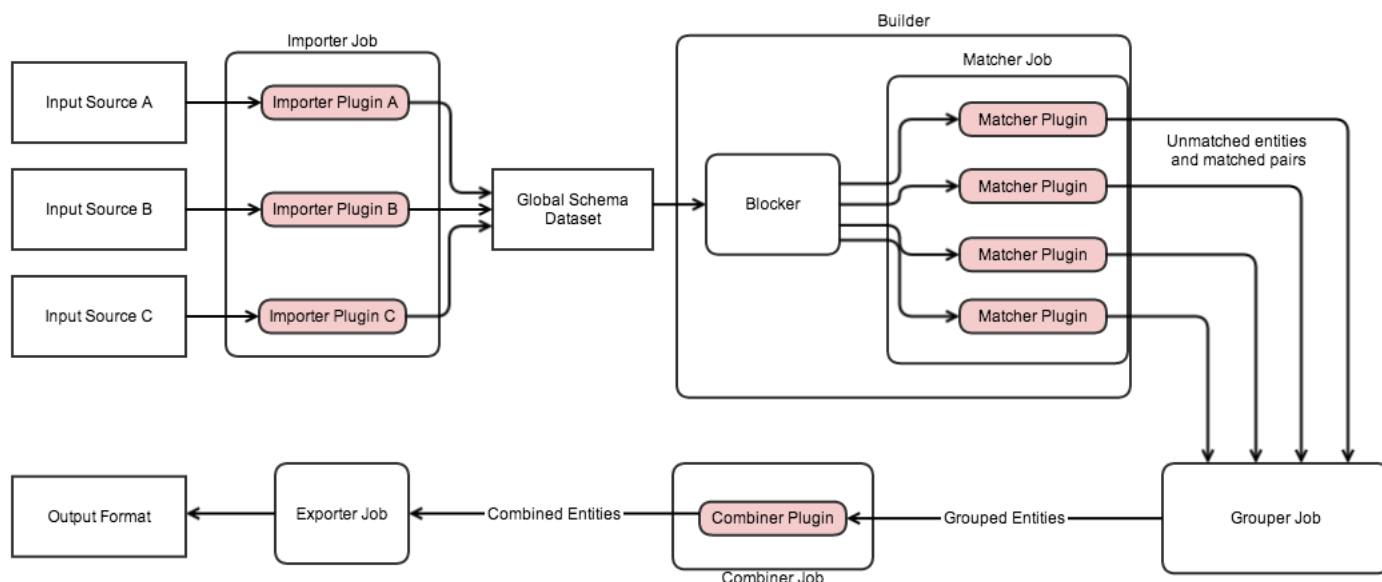 Builder
Importer Job
Matcher Job
Input Source A
Importer Plugin A
Matcher Plugin
Unmatched entities
and matched pairs
Matcher Plugin
Input Source B
Importer Plugin B
Global Schema
Dataset
Blocker
Matcher Plugin
Input Source C
Importer Plugin C
Matcher Plugin
Output Format
Exporter Job
Combined Entities
Combiner Plugin
Grouped Entities
Grouper Job
Combiner Job